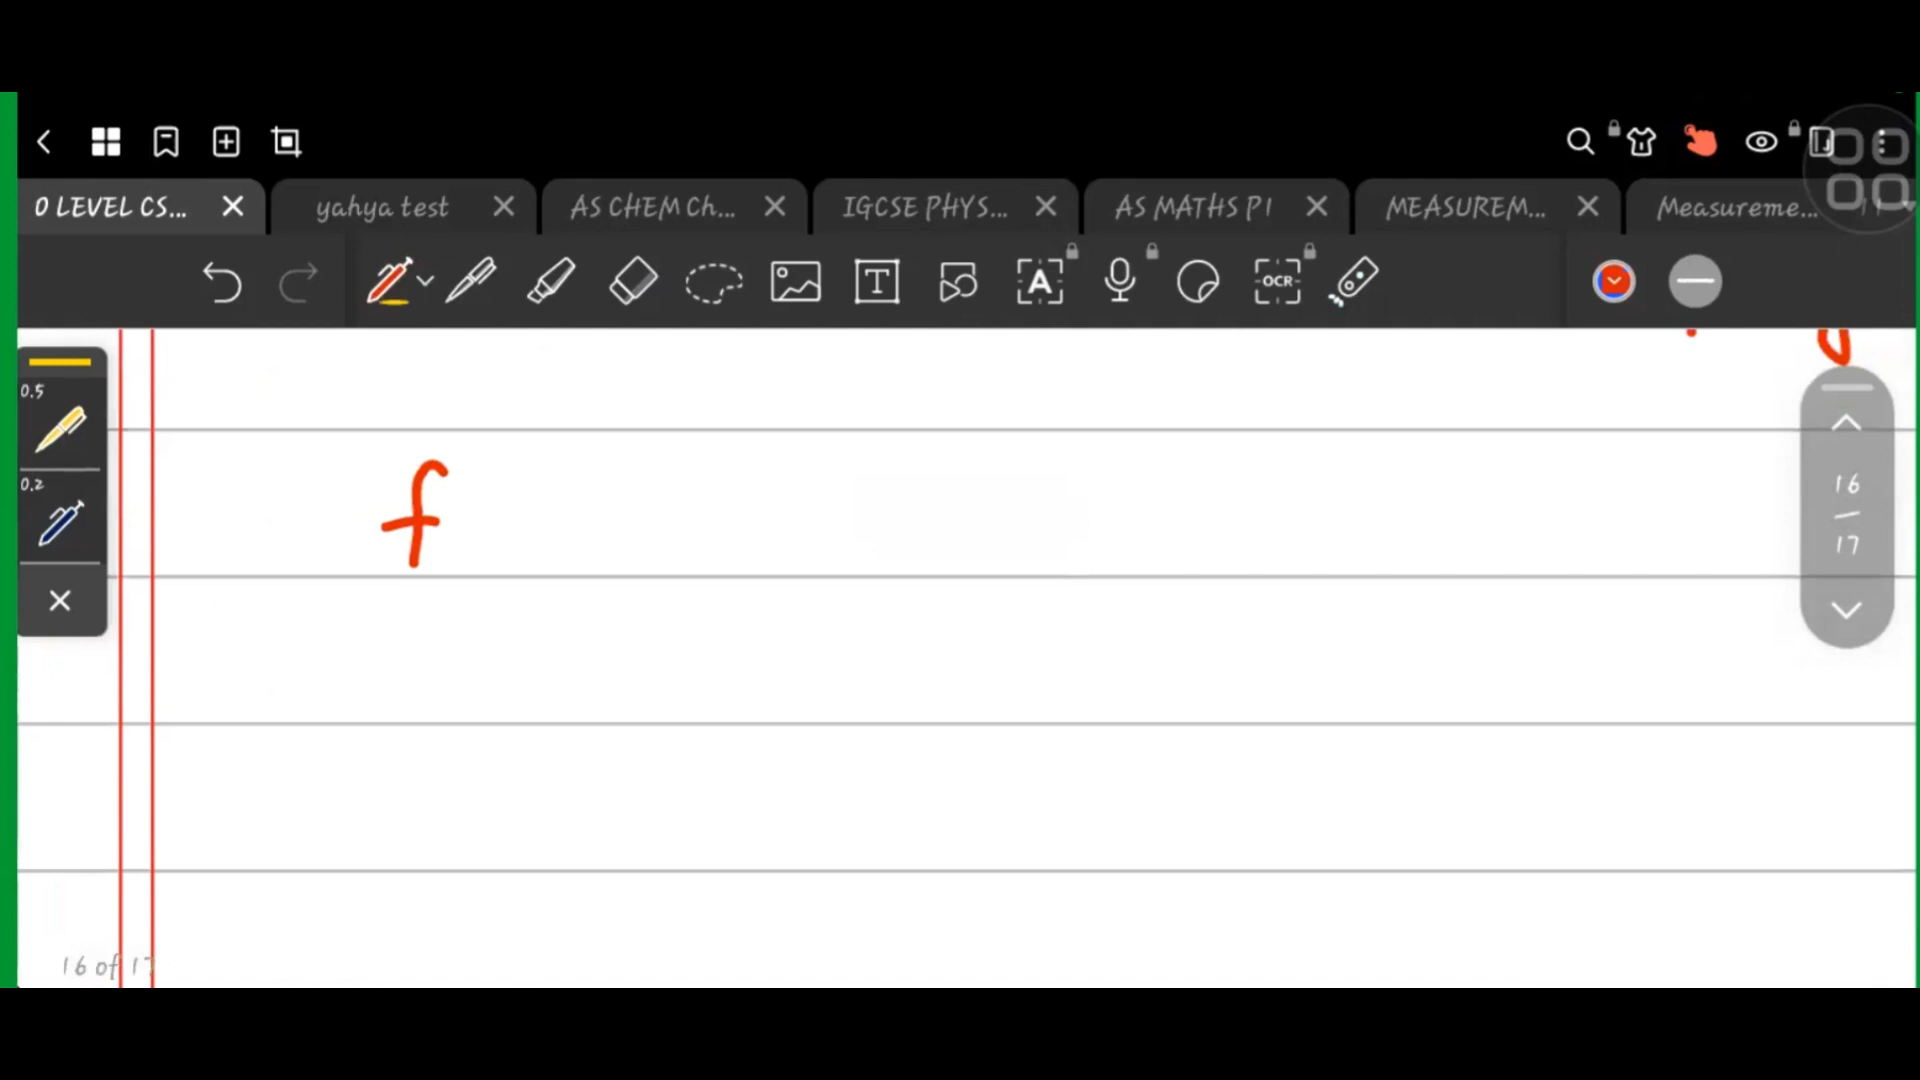 0 LEVEL CS... yahya test AS CHEM Ch... IGCSE PHYS... AS MATHS P1 MEASUREM... Measureme...
A OCR
0.5
f
0.2
16
17
16 of 17